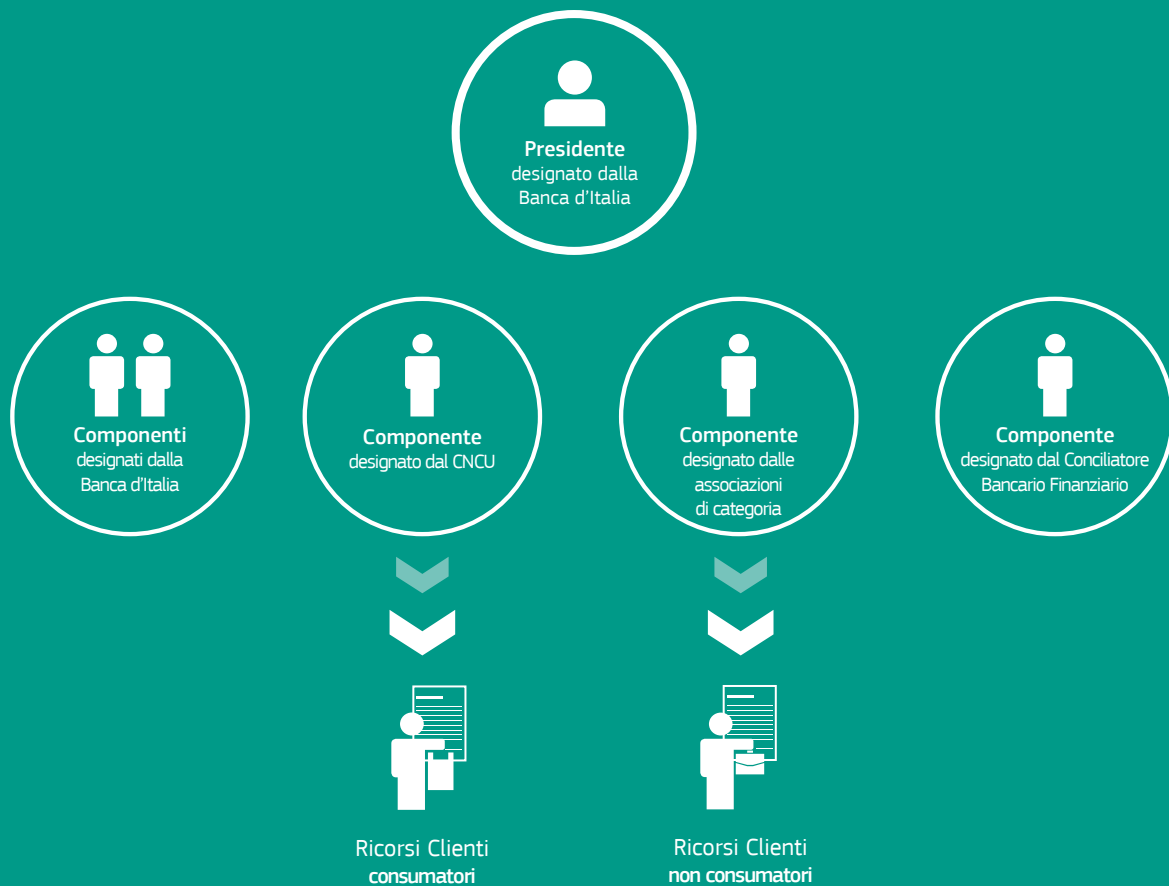 Presidente
designato dalla
Banca d'Italia
Componenti
designati dalla
Banca d'Italia
Componente
designato dal CNCU
Componente
designato dalle
associazioni
di categoria
Componente
designato dal Conciliatore
Bancario Finanziario
Ricorsi Clienti
consumatori
Ricorsi Clienti
non consumatori